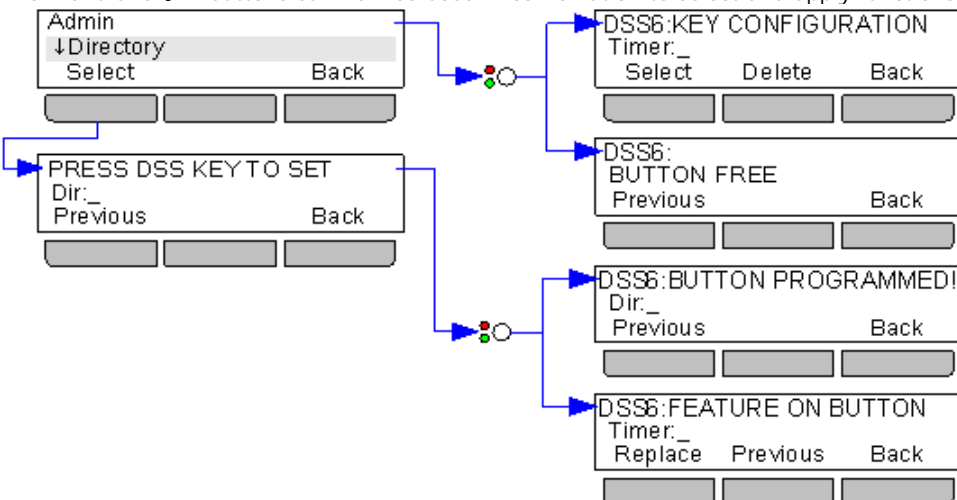 Admin
↓Directory
Select Back
PRESS DSS KEY TO SET
Dir:_
Previous Back
DSS6:KEY CONFIGURATION
Timer:_
Select Delete Back
DSS6:
BUTTON FREE
Previous Back
DSS6:BUTTON PROGRAMMED!
Dir:_
Previous Back
DSS6:FEATURE ON BUTTON
Timer:_
Replace Previous Back